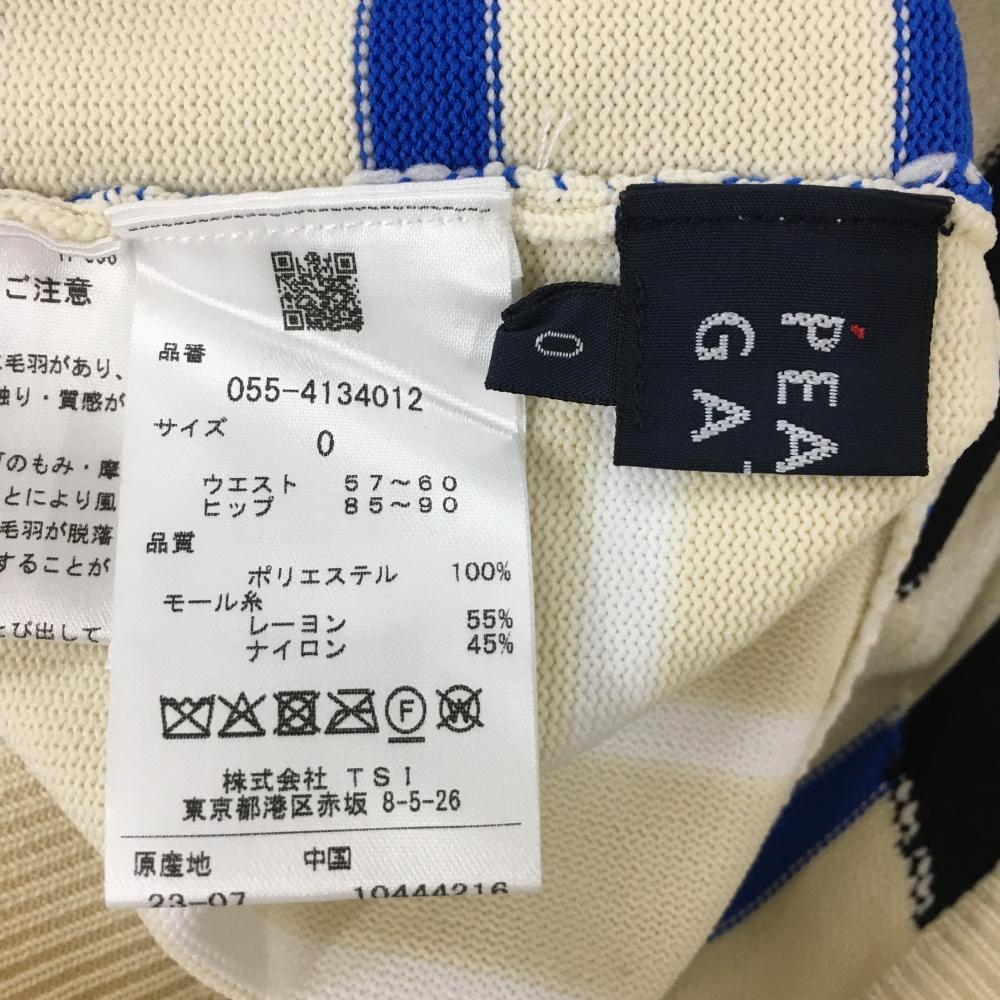 ご注意
毛羽があり、
触り・質感が
のもみ・摩
とにより風
毛羽が脱落
することが
び出して
品番
055-4134012
サイズ
0
ウエスト 57～60
ヒップ 85～90
品質
ポリエステル 100%
モール糸
レーヨン 55%
ナイロン 45%
F
W
株式会社 TSI
東京都港区赤坂 8-5-26
原産地 中国
23-07 10444216
0
PEA
GA